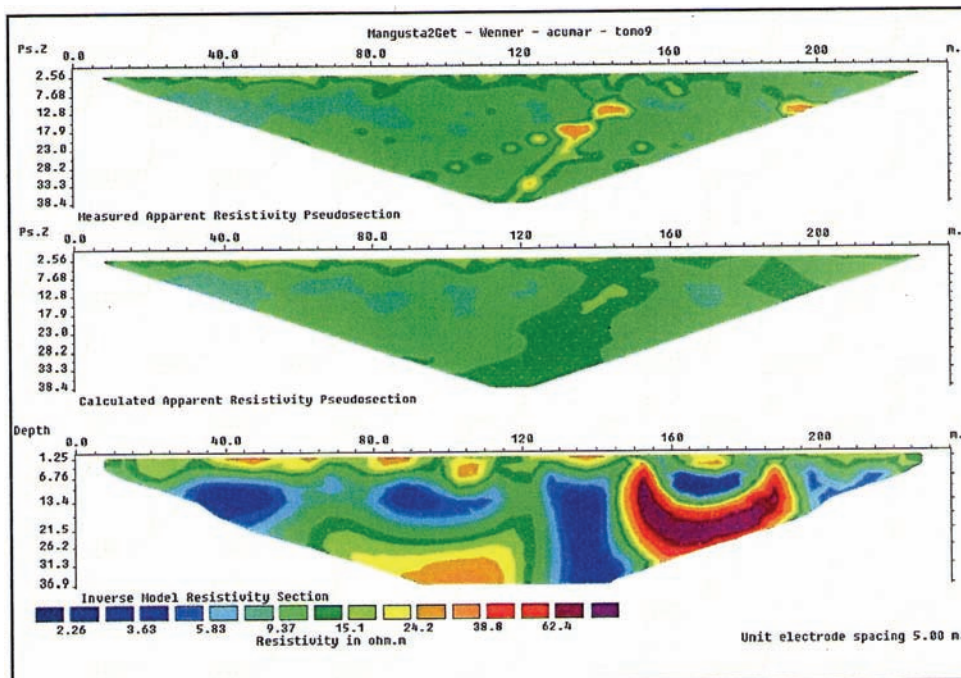 Mangusta2Get - Wenner - acumar - tomo9
Ps.Z 0.0 40.0 80.0 120 160 200 m.
2.56
7.68
12.8
17.9
23.0
28.2
33.3
38.4
Measured Apparent Resistivity Pseudosection
Ps.Z 0.0 40.0 80.0 120 160 200 m.
2.56
7.68
12.8
17.9
23.0
28.2
33.3
38.4
Calculated Apparent Resistivity Pseudosection
Depth 0.0 40.0 80.0 120 160 200 m.
1.25
6.76
13.4
21.5
26.2
31.3
36.9
Inverse Model Resistivity Section
2.26 3.63 5.83 9.37 15.1 24.2 38.8 62.4
Resistivity in ohm.m
Unit electrode spacing 5.00 m.